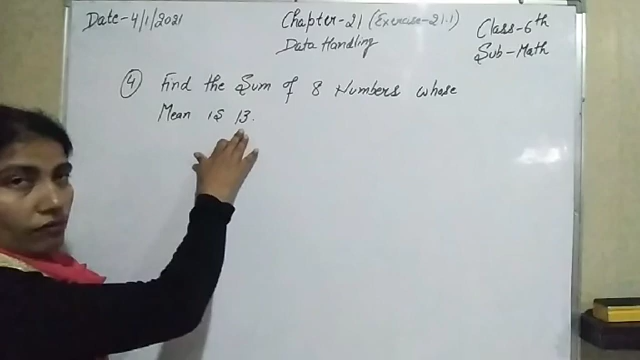 Date-4/1/2021
Chapter-21 (Exercise-21.1)
Data Handling
Class-6th
Sub-Math
(4) Find the Sum of 8 Numbers whose
Mean is 13.